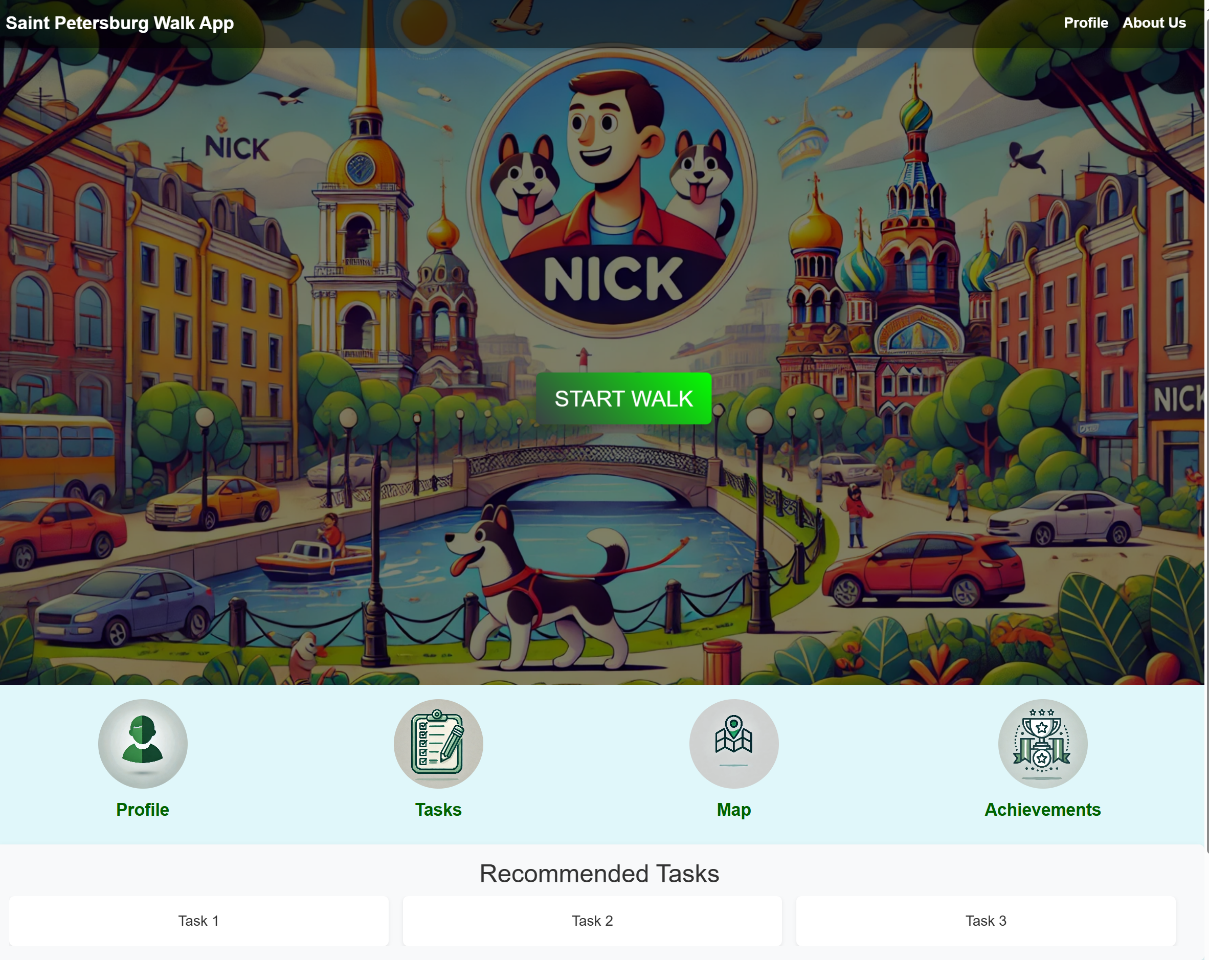 Saint Petersburg Walk App
Profile About Us
NICK
NICK
START WALK
NICK
Profile
Tasks
Map
Achievements
Recommended Tasks
Task 1
Task 2
Task 3